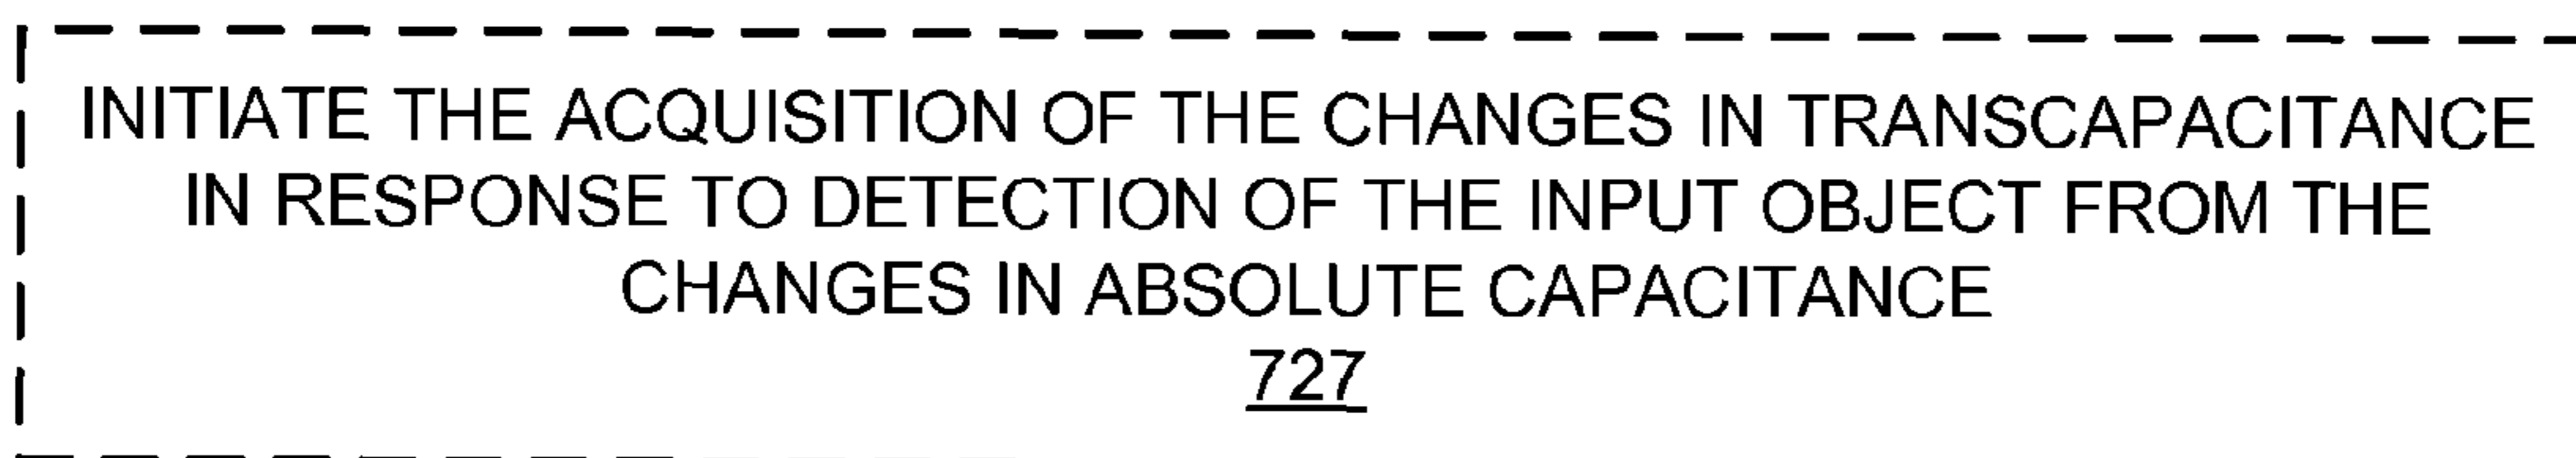 INITIATE THE ACQUISITION OF THE CHANGES IN TRANSCAPACITANCE
IN RESPONSE TO DETECTION OF THE INPUT OBJECT FROM THE
CHANGES IN ABSOLUTE CAPACITANCE
727